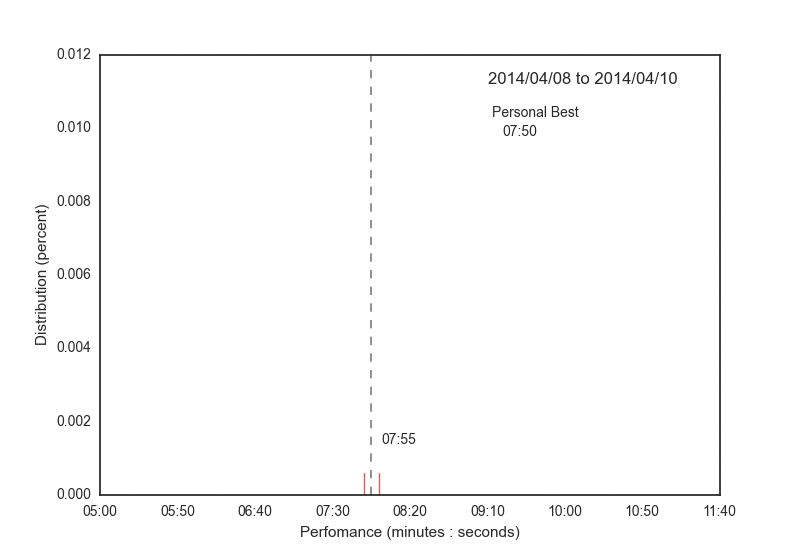 0.012
2014/04/08 to 2014/04/10
Personal Best
07:50
0.010
0.008
0.006
0.004
0.002
0.000
Distribution (percent)
07:55
05:00 05:50 06:40 07:30 08:20 09:10 10:00 10:50 11:40
Perfomance (minutes : seconds)